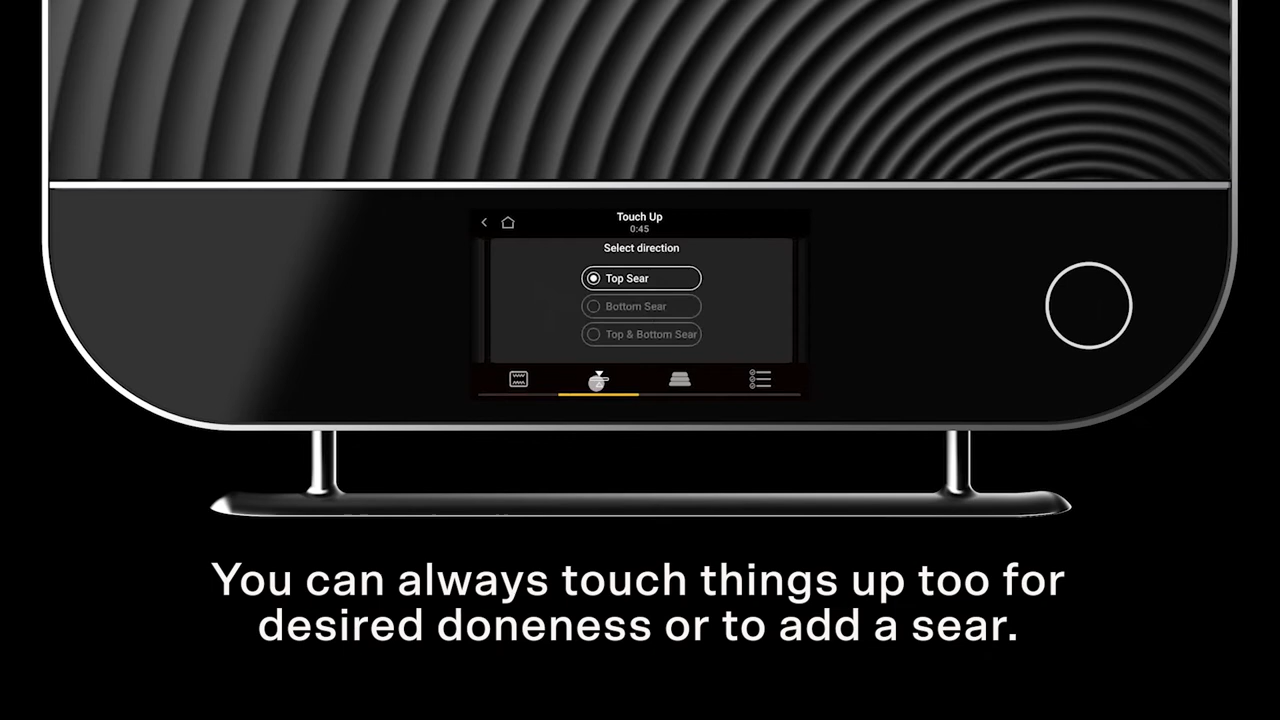 Touch Up
0:45
Select direction
Top Sear
Bottom Sear
Top & Bottom Sear
You can always touch things up too for
desired doneness or to add a sear.